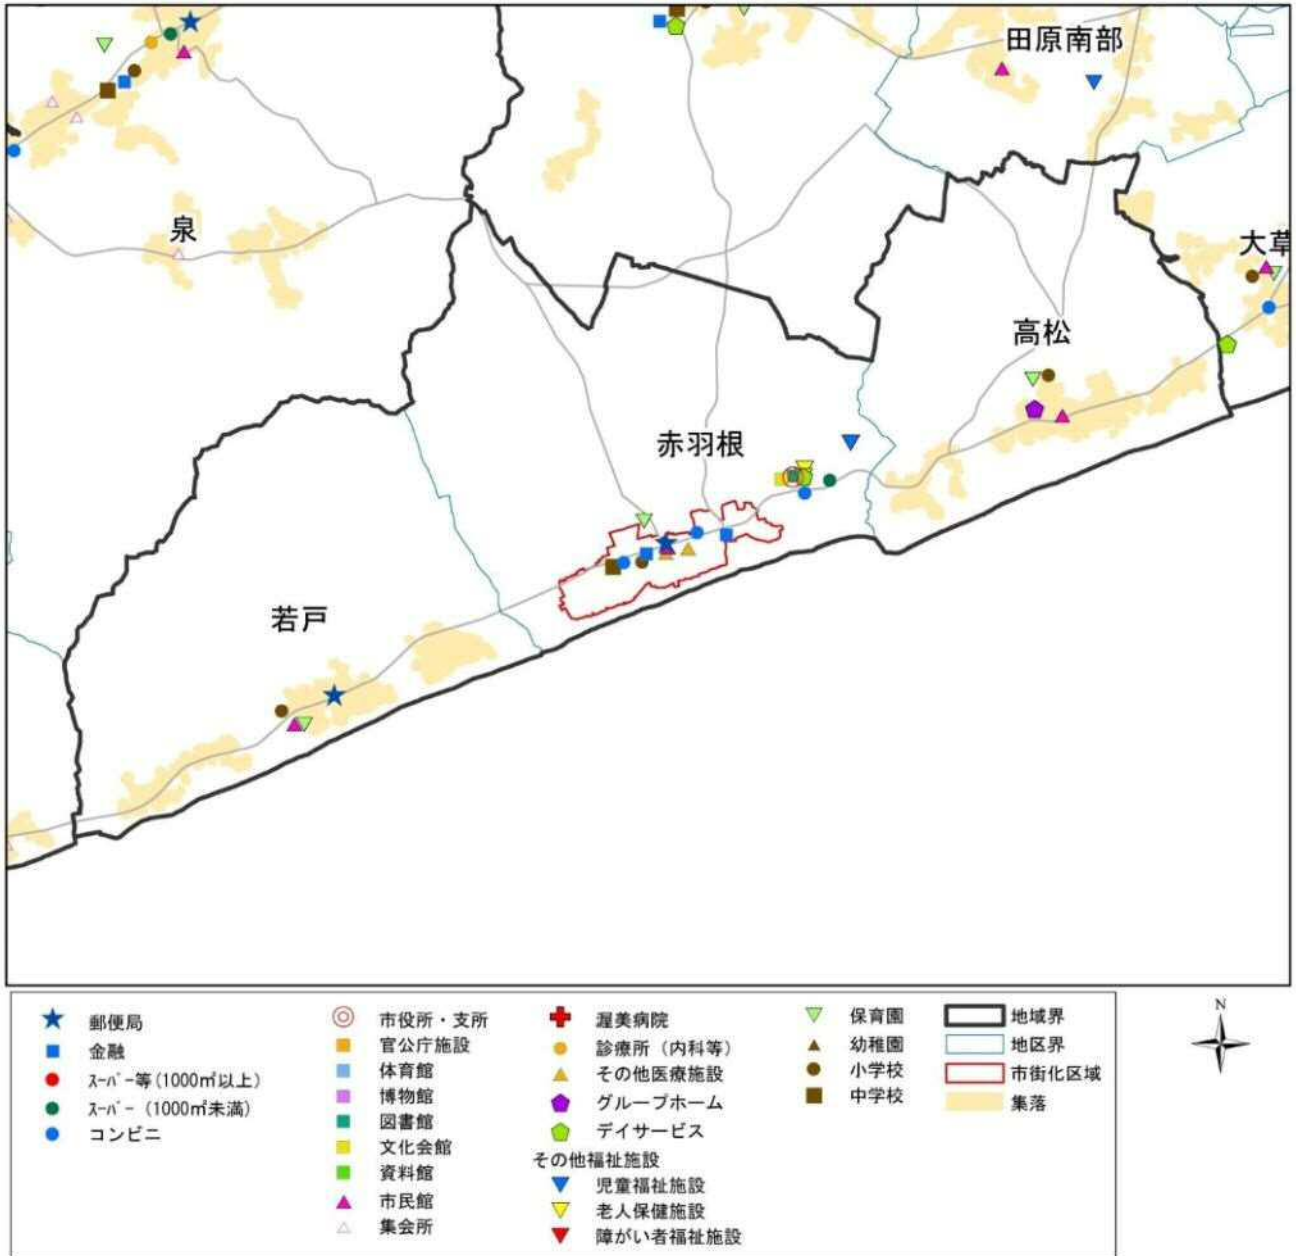 田原南部
泉
大草
高松
赤羽根
若戸
郵便局
金融
ｽｰﾊﾟｰ等(1000㎡以上)
ｽｰﾊﾟｰ（1000㎡未満)
コンビニ
市役所・支所
官公庁施設
体育館
博物館
図書館
文化会館
資料館
市民館
集会所
渥美病院
診療所（内科等）
その他医療施設
グループホーム
デイサービス
その他福祉施設
児童福祉施設
老人保健施設
障がい者福祉施設
保育園
幼稚園
小学校
中学校
地域界
地区界
市街化区域
集落
N